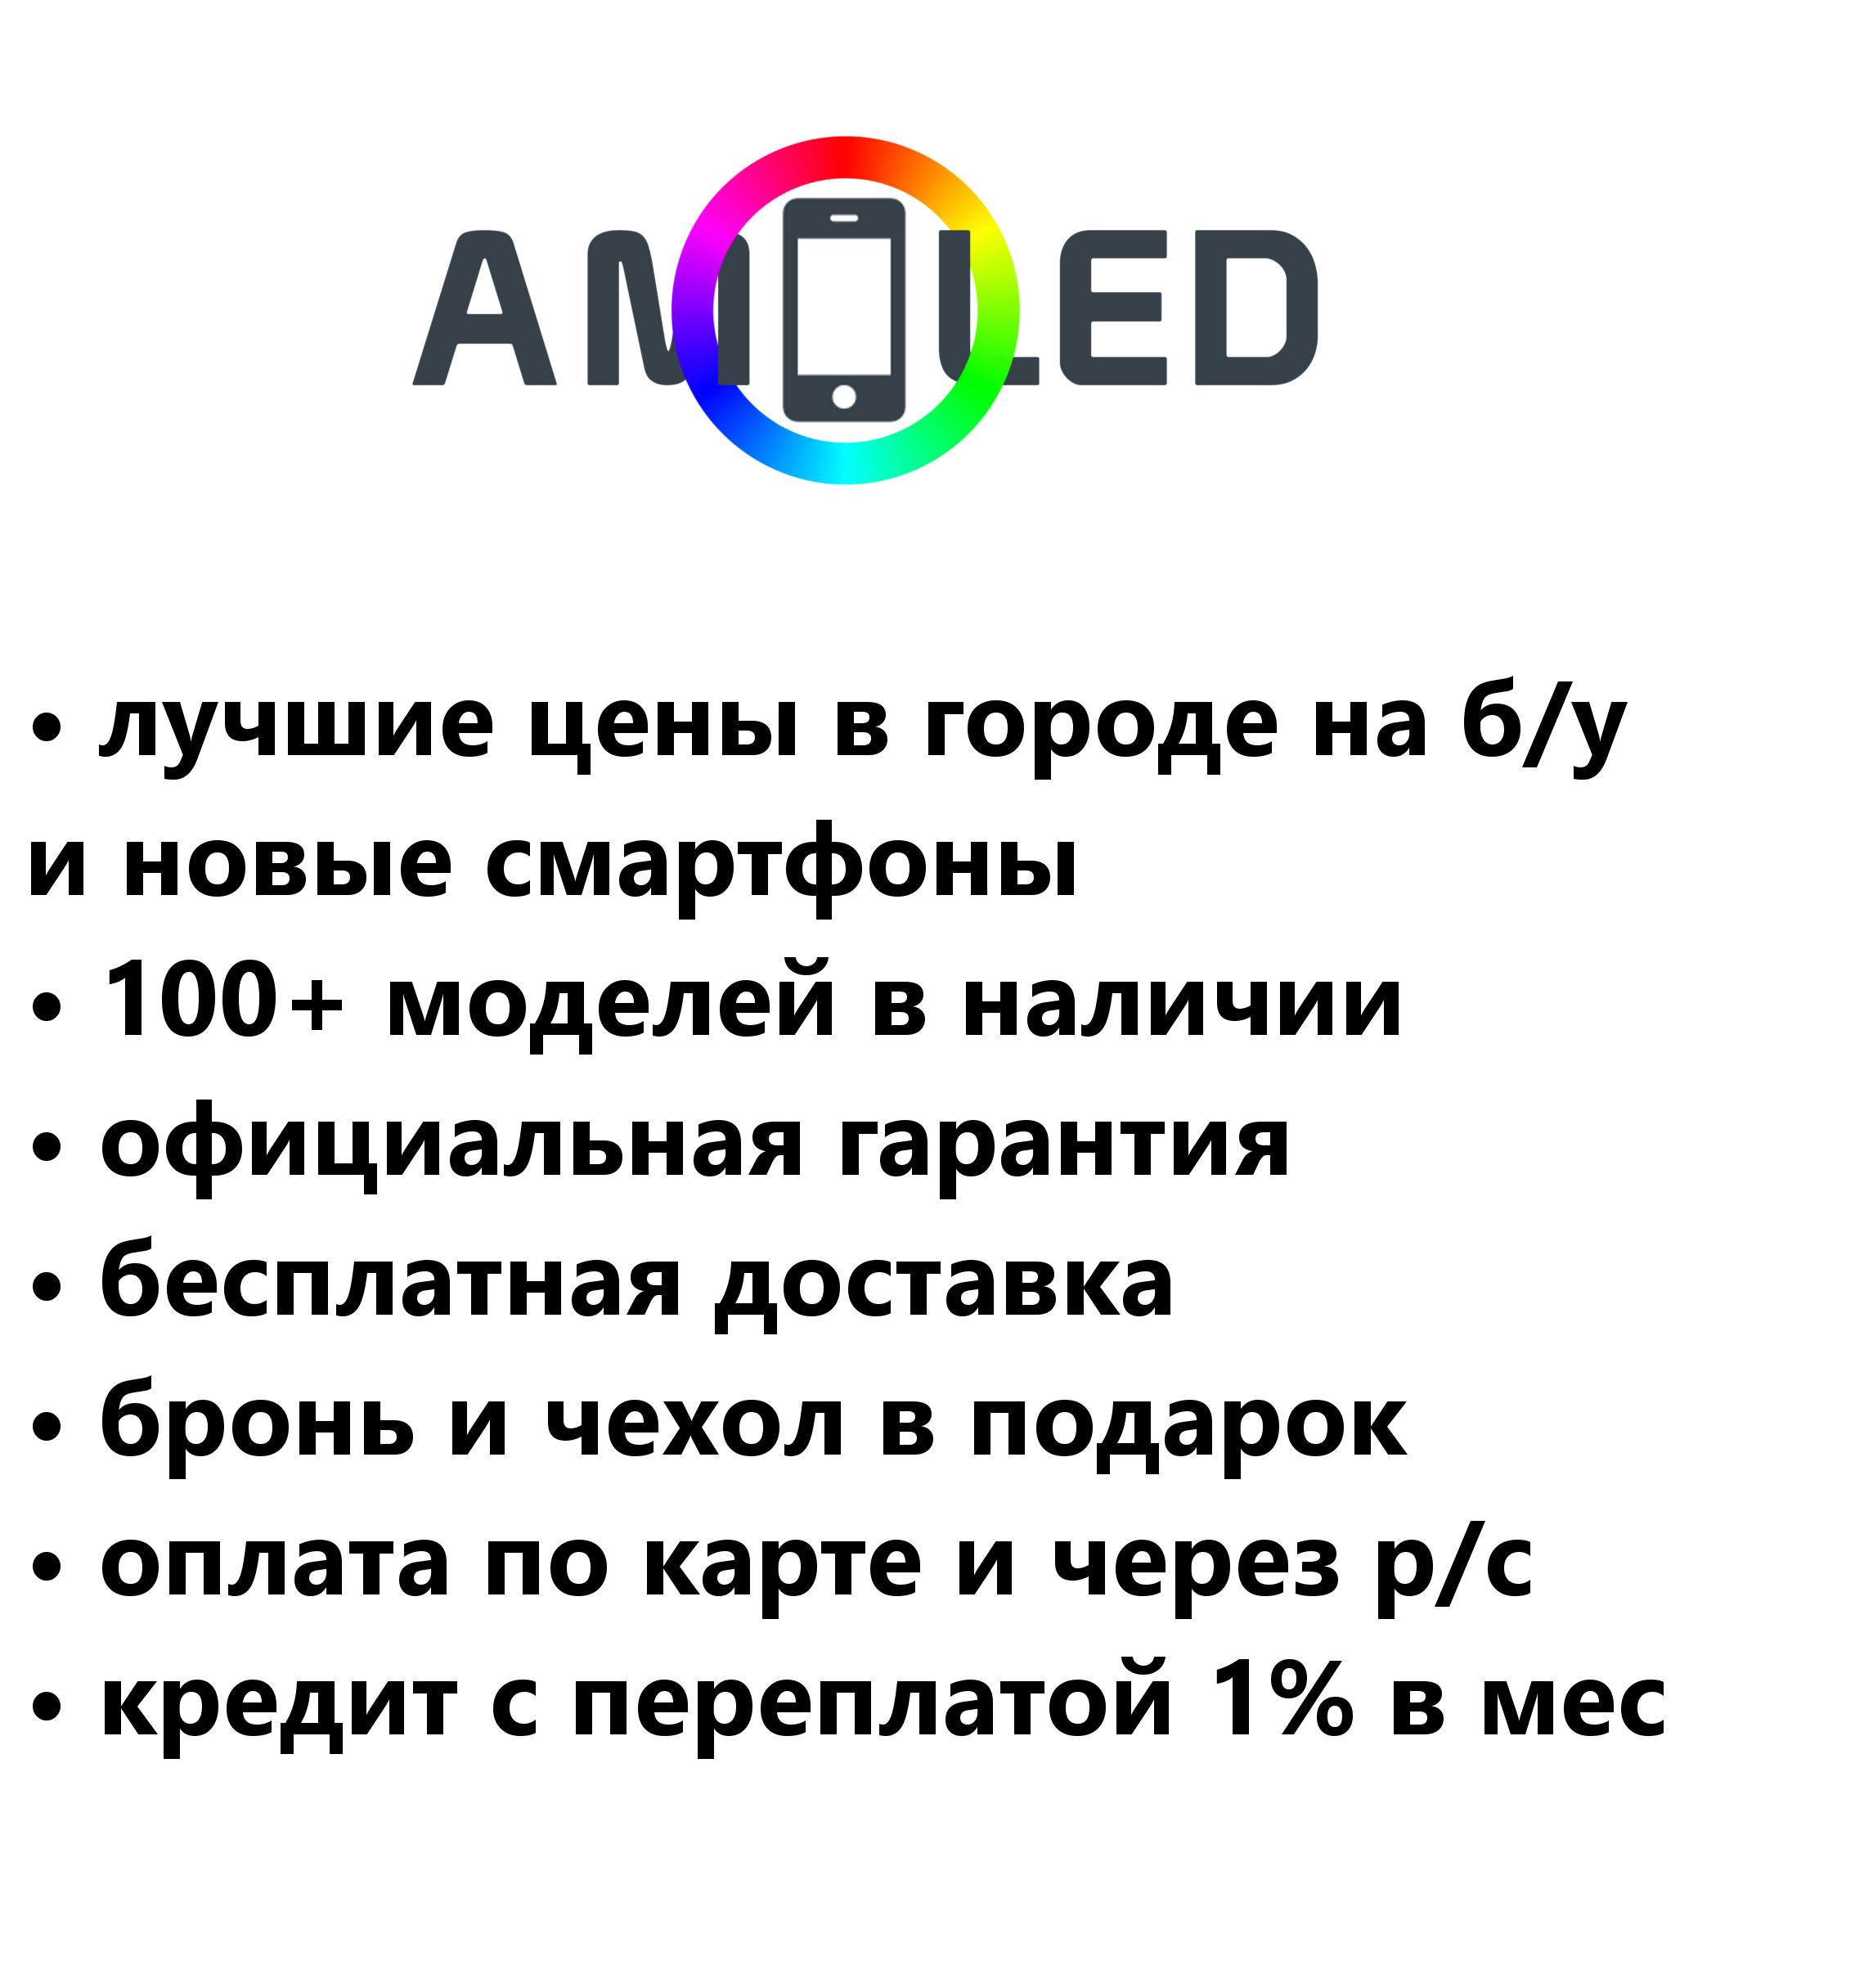 AMOLED
• лучшие цены в городе на б/у
и новые смартфоны
• 100+ моделей в наличии
• официальная гарантия
• бесплатная доставка
• бронь и чехол в подарок
• оплата по карте и через р/с
• кредит с переплатой 1% в мес